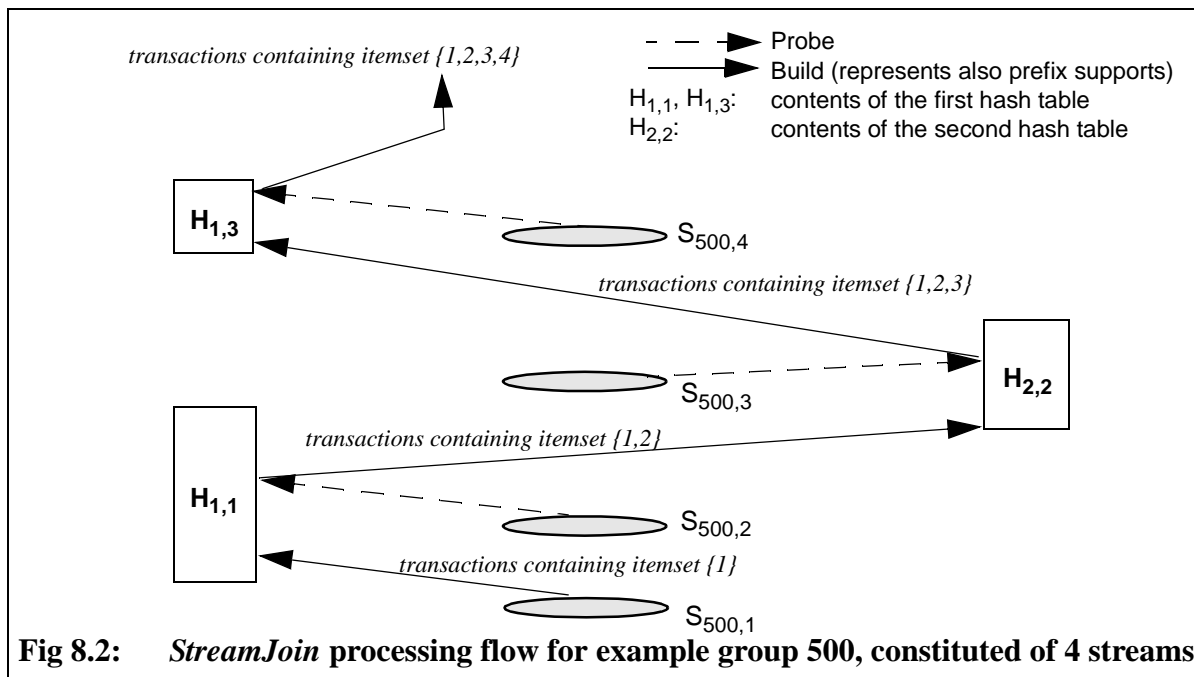 transactions containing itemset {1,2,3,4}
Probe
Build (represents also prefix supports)
H1,1, H1,3: contents of the first hash table
H2,2: contents of the second hash table
H1,3
S500,4
transactions containing itemset {1,2,3}
H2,2
S500,3
transactions containing itemset {1,2}
H1,1
S500,2
transactions containing itemset {1}
S500,1
Fig 8.2: StreamJoin processing flow for example group 500, constituted of 4 streams